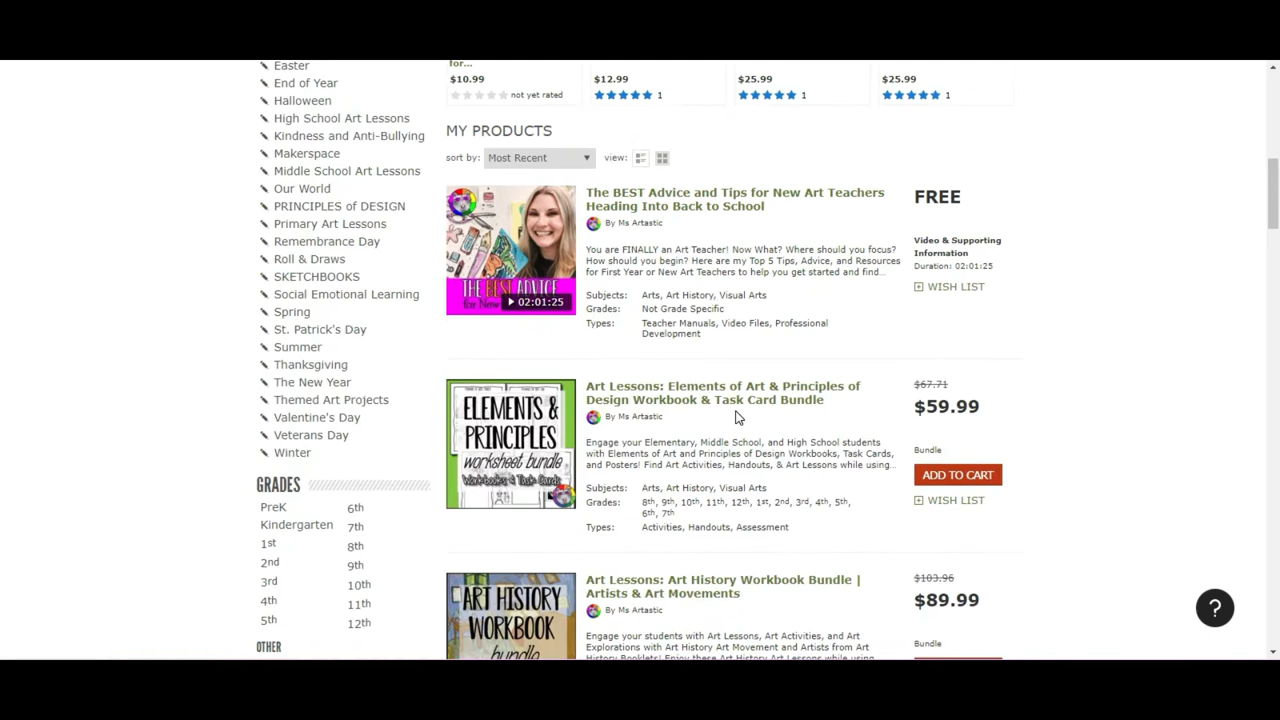 Easter
End of Year
Halloween
High School Art Lessons
Kindness and Anti-Bullying
Makerspace
Middle School Art Lessons
Our World
PRINCIPLES of DESIGN
Primary Art Lessons
Remembrance Day
Roll & Draws
SKETCHBOOKS
Social Emotional Learning
Spring
St. Patrick's Day
Summer
Thanksgiving
The New Year
Themed Art Projects
Valentine's Day
Veterans Day
Winter
GRADES
PreK
Kindergarten
1st
2nd
3rd
4th
5th
6th
7th
8th
9th
10th
11th
12th
OTHER
for...
$10.99
not yet rated
$12.99
1
$25.99
1
$25.99
1
MY PRODUCTS
sort by: Most Recent view:
THE BEST ADVICE
for New
02:01:25
The BEST Advice and Tips for New Art Teachers
Heading Into Back to School
By Ms Artastic
You are FINALLY an Art Teacher! Now What? Where should you focus?
How should you begin? Here are my Top 5 Tips, Advice, and Resources
for First Year or New Art Teachers to help you get started and find...
Subjects: Arts, Art History, Visual Arts
Grades: Not Grade Specific
Types: Teacher Manuals, Video Files, Professional
Development
FREE
Video & Supporting
Information
Duration: 02:01:25
WISH LIST
ELEMENTS &
PRINCIPLES
worksheet bundle
Workbooks & Task Cards
Art Lessons: Elements of Art & Principles of
Design Workbook & Task Card Bundle
By Ms Artastic
Engage your Elementary, Middle School, and High School students
with Elements of Art and Principles of Design Workbooks, Task Cards,
and Posters! Find Art Activities, Handouts, & Art Lessons while using...
Subjects: Arts, Art History, Visual Arts
Grades: 8th, 9th, 10th, 11th, 12th, 1st, 2nd, 3rd, 4th, 5th,
6th, 7th
Types: Activities, Handouts, Assessment
$67.71
$59.99
Bundle
ADD TO CART
WISH LIST
ART HISTORY
WORKBOOK
bundle
Art Lessons: Art History Workbook Bundle |
Artists & Art Movements
By Ms Artastic
Engage your students with Art Lessons, Art Activities, and Art
Explorations with Art History Art Movement and Artists from Art
History Booklets! Enjoy these Art History Art Lessons while using...
$103.96
$89.99
Bundle
?